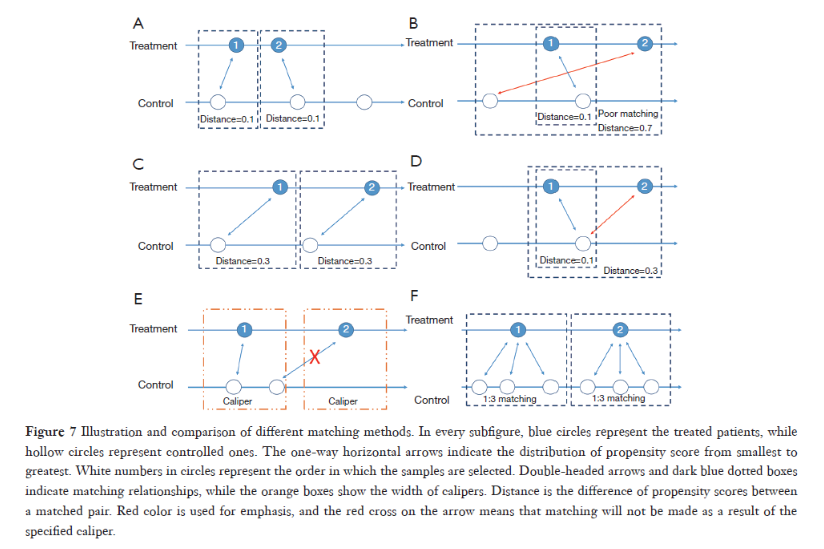 A
Treatment
1
2
Control
Distance=0.1
Distance=0.1
B
Treatment
1
2
Control
Distance=0.1
Poor matching
Distance=0.7
C
Treatment
1
2
Control
Distance=0.3
Distance=0.3
D
Treatment
1
2
Control
Distance=0.1
Distance=0.3
E
Treatment
1
2
X
Control
Caliper
Caliper
F
Treatment
1
2
Control
1:3 matching
1:3 matching
Figure 7 Illustration and comparison of different matching methods. In every subfigure, blue circles represent the treated patients, while
hollow circles represent controlled ones. The one-way horizontal arrows indicate the distribution of propensity score from smallest to
greatest. White numbers in circles represent the order in which the samples are selected. Double-headed arrows and dark blue dotted boxes
indicate matching relationships, while the orange boxes show the width of calipers. Distance is the difference of propensity scores between
a matched pair. Red color is used for emphasis, and the red cross on the arrow means that matching will not be made as a result of the
specified caliper.